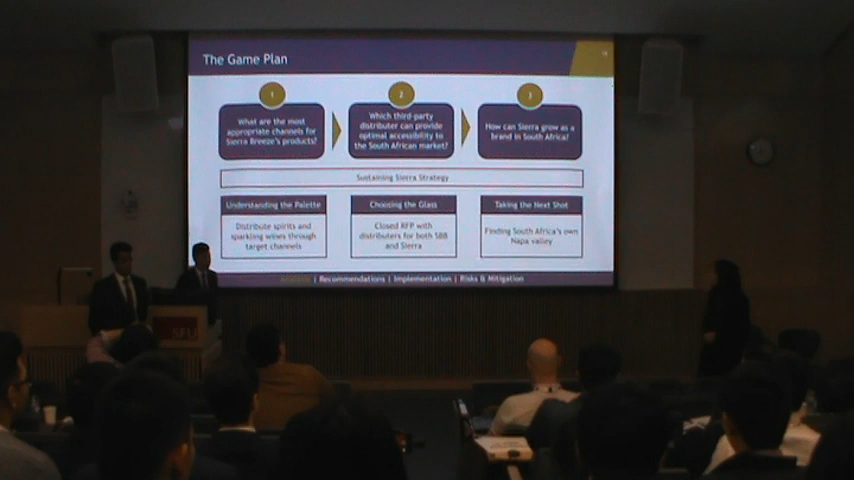 The Game Plan
1
2
3
What are the most
appropriate channels for
Sierra Breeze's products?
Which third-party
distributer can provide
optimal accessibility to
the South African market?
How can Sierra grow as a
brand in South Africa?
Sustaining Sierra Strategy
Understanding the Palette
Choosing the Glass
Taking the Next Shot
Distribute spirits and
sparkling wines through
target channels
Closed RFP with
distributers for both SBB
and Sierra
Finding South Africa's own
Napa valley
Analysis | Recommendations | Implementation | Risks & Mitigation
SFU